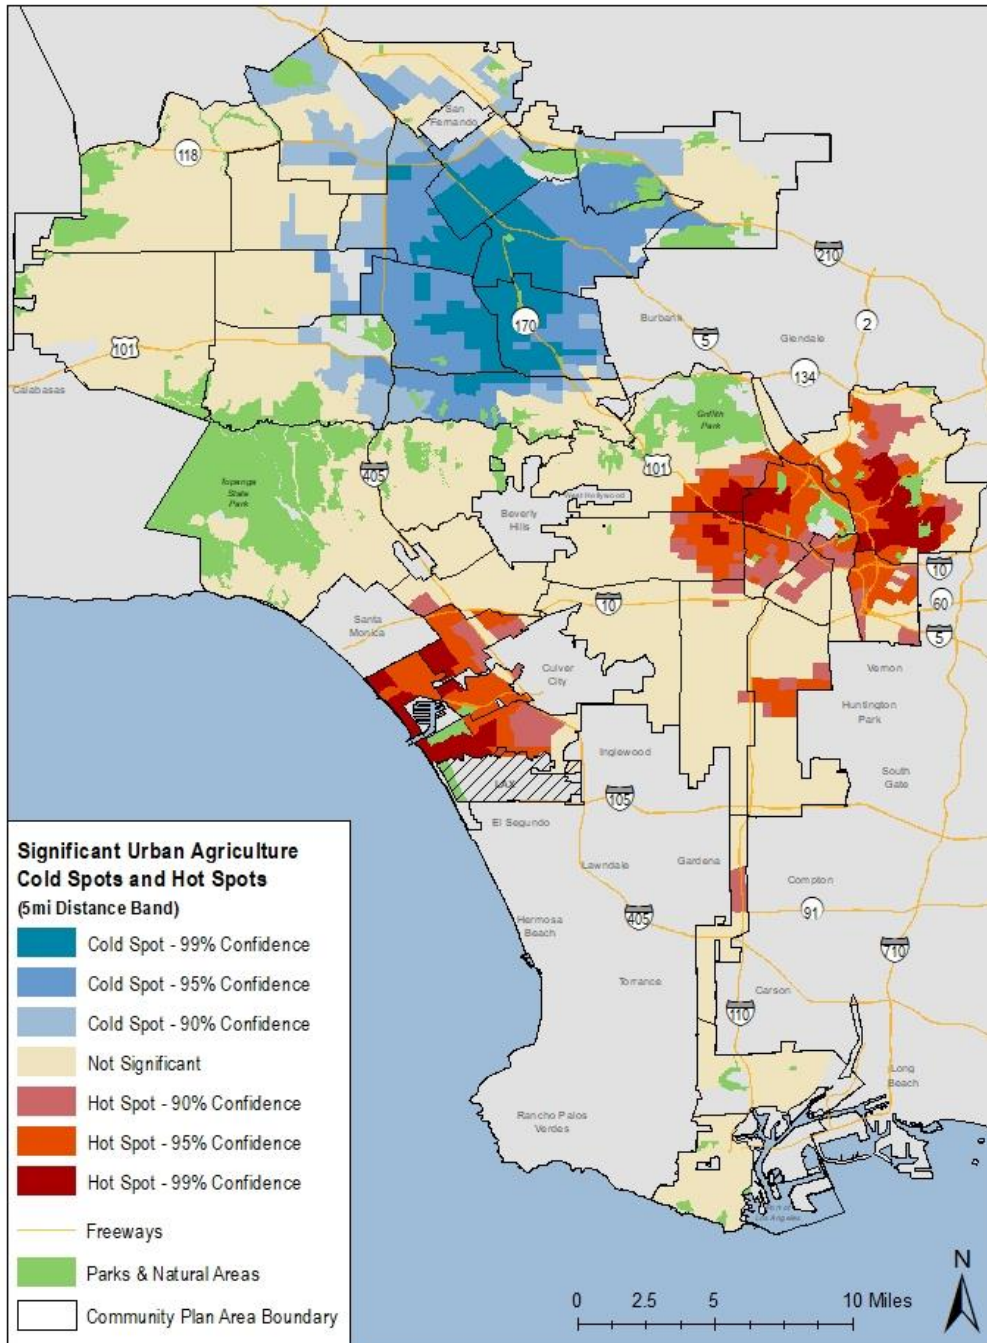 San
Fernando
118
210
170
Burbank
5
2
Glendale
101
134
Calabasas
Griffith
Park
405
101
Topanga
State
Park
West Hollywood
Beverly
Hills
10
10
60
5
Santa
Monica
Culver
City
Vernon
Huntington
Park
Inglewood
South
Gate
LAX
105
El Segundo
Lawndale
Gardena
Compton
91
405
Hermosa
Beach
710
Torrance
Carson
110
Long
Beach
Rancho Palos
Verdes
Port of
Los Angeles
Significant Urban Agriculture
Cold Spots and Hot Spots
(5mi Distance Band)
Cold Spot - 99% Confidence
Cold Spot - 95% Confidence
Cold Spot - 90% Confidence
Not Significant
Hot Spot - 90% Confidence
Hot Spot - 95% Confidence
Hot Spot - 99% Confidence
Freeways
Parks & Natural Areas
Community Plan Area Boundary
N
0 2.5 5 10 Miles